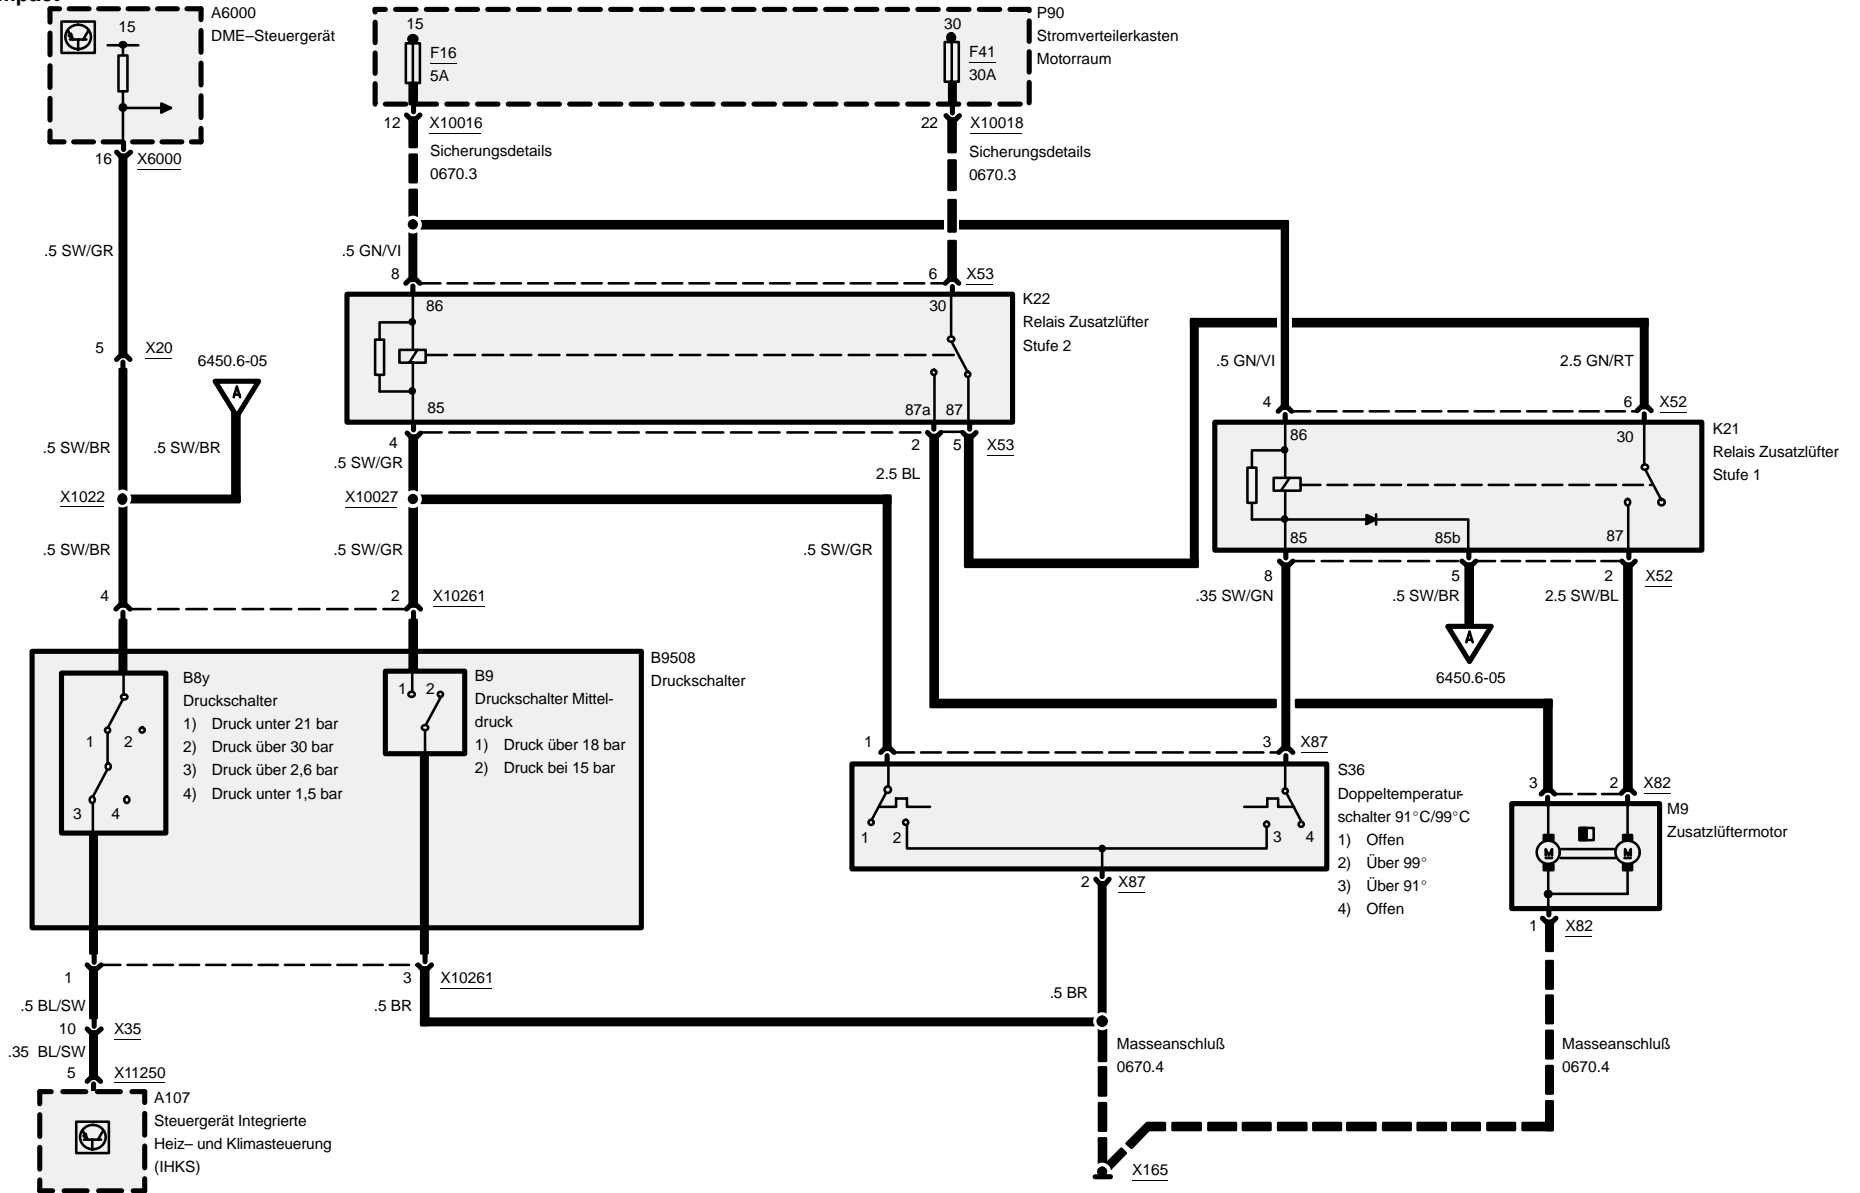 A6000
DME–Steuergerät
15
16 X6000
.5 SW/GR
5 X20
6450.6-05
A
.5 SW/BR
.5 SW/BR
X1022
.5 SW/BR
4
P90
Stromverteilerkasten
Motorraum
15
F16
5A
30
F41
30A
12 X10016
Sicherungsdetails
0670.3
22 X10018
Sicherungsdetails
0670.3
.5 GN/VI
8
6 X53
K22
Relais Zusatzlüfter
Stufe 2
86
30
85
87a 87
4
2 5 X53
.5 SW/GR
2.5 BL
X10027
.5 SW/GR
.5 SW/GR
2 X10261
.5 GN/VI
2.5 GN/RT
4
6 X52
K21
Relais Zusatzlüfter
Stufe 1
86
30
85
85b
87
8
5
2 X52
.35 SW/GN
.5 SW/BR
2.5 SW/BL
A
6450.6-05
B9508
Druckschalter
B8y
Druckschalter
1) Druck unter 21 bar
2) Druck über 30 bar
3) Druck über 2,6 bar
4) Druck unter 1,5 bar
1 2
3 4
B9
Druckschalter Mittel-
druck
1) Druck über 18 bar
2) Druck bei 15 bar
1 2
1
3 X87
S36
Doppeltemperatur-
schalter 91°C/99°C
1) Offen
2) Über 99°
3) Über 91°
4) Offen
1 2
3 4
2 X87
3
2 X82
M9
Zusatzlüftermotor
M
M
1 X82
1
3 X10261
.5 BL/SW
.5 BR
.5 BR
10 X35
.35 BL/SW
5 X11250
A107
Steuergerät Integrierte
Heiz– und Klimasteuerung
(IHKS)
Masseanschluß
0670.4
Masseanschluß
0670.4
X165